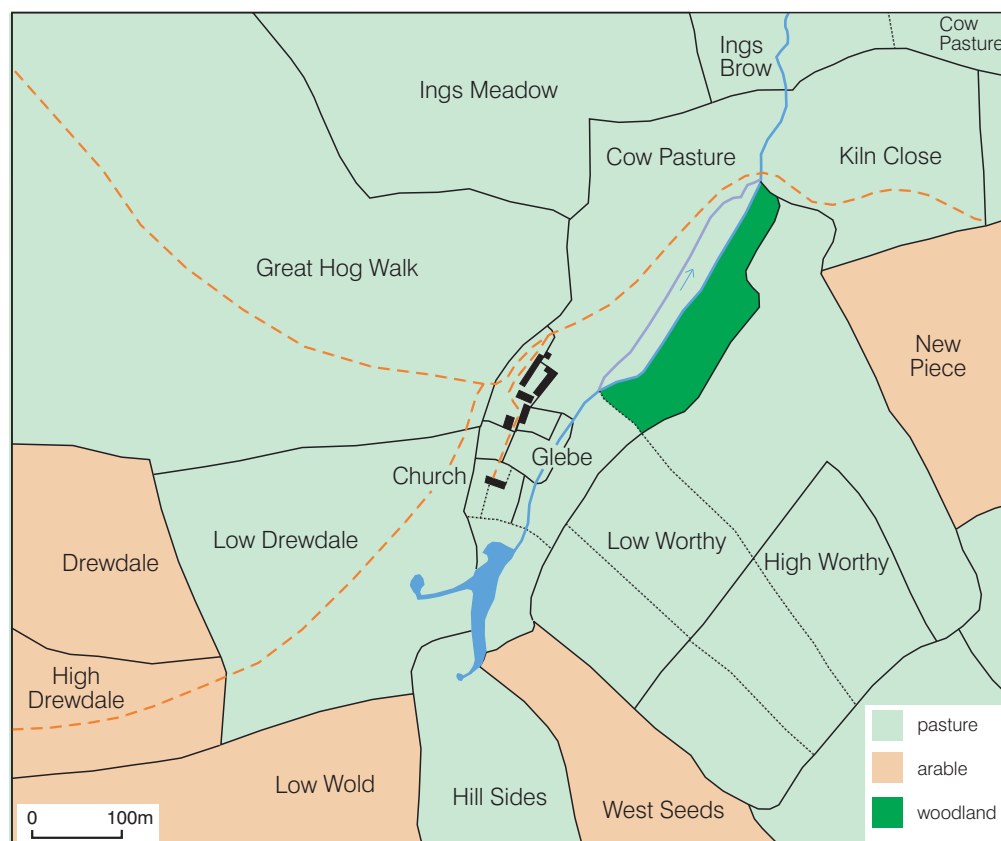 Cow
Pasture
Ings
Brow
Ings Meadow
Cow Pasture
Kiln Close
Great Hog Walk
New
Piece
Church
Glebe
Low Drewdale
Low Worthy
Drewdale
High Worthy
High
Drewdale
pasture
arable
Low Wold
Hill Sides
West Seeds
woodland
0 100m